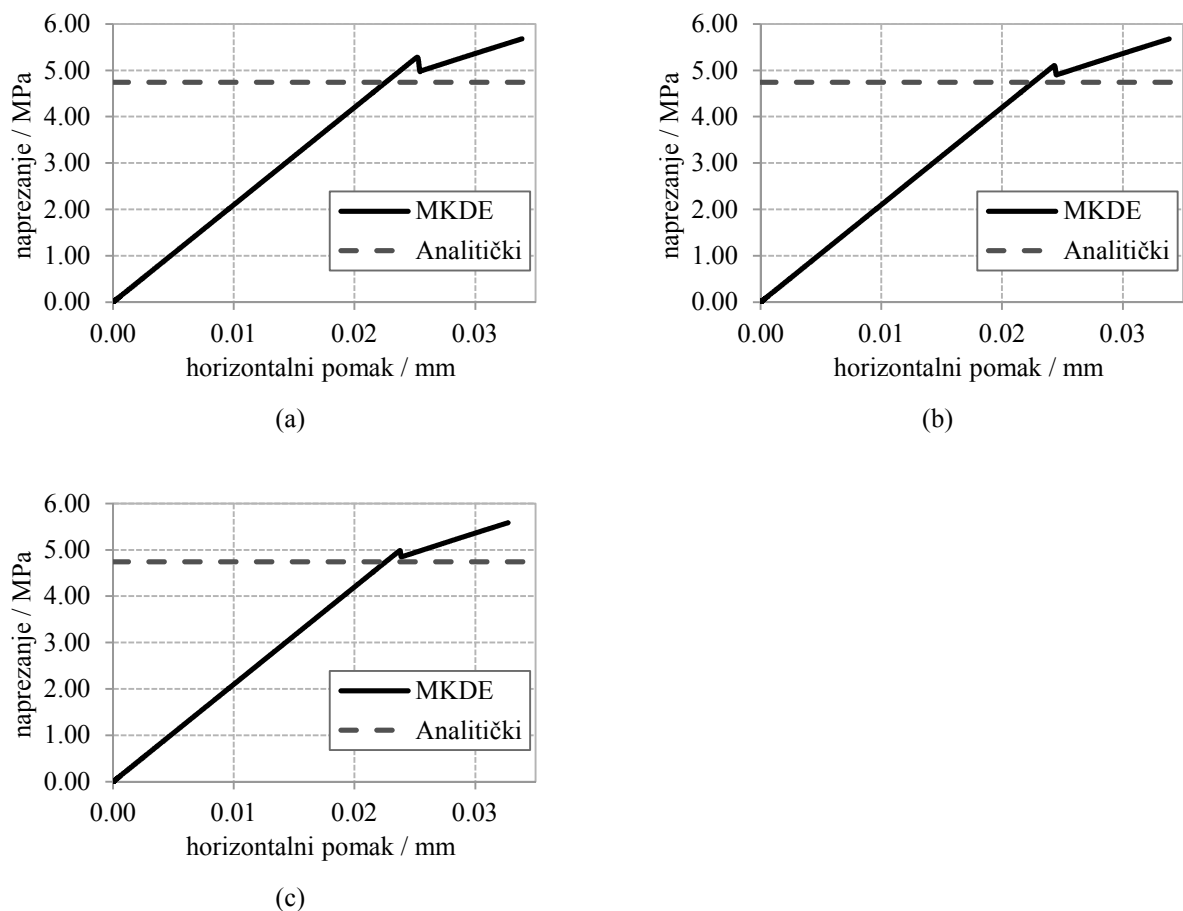 6.00
5.00
4.00
3.00
2.00
1.00
0.00
naprezanje / MPa
MKDE
Analitički
0.00 0.01 0.02 0.03
horizontalni pomak / mm
(a)
6.00
5.00
4.00
3.00
2.00
1.00
0.00
naprezanje / MPa
MKDE
Analitički
0.00 0.01 0.02 0.03
horizontalni pomak / mm
(b)
6.00
5.00
4.00
3.00
2.00
1.00
0.00
naprezanje / MPa
MKDE
Analitički
0.00 0.01 0.02 0.03
horizontalni pomak / mm
(c)